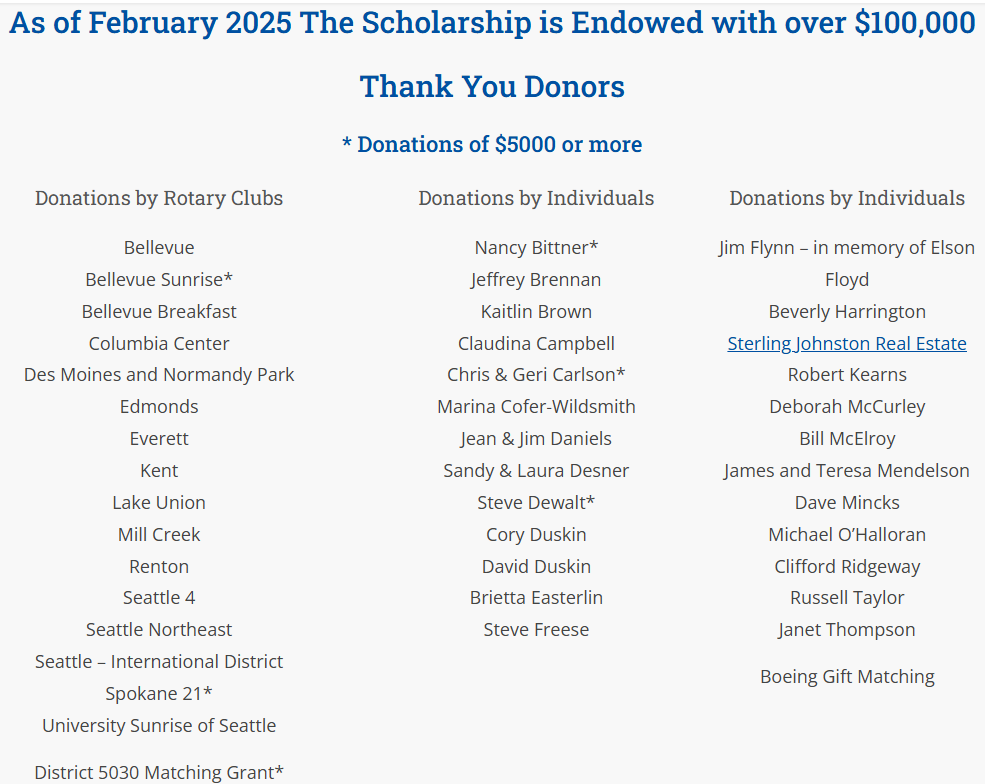 As of February 2025 The Scholarship is Endowed with over $100,000
Thank You Donors
* Donations of $5000 or more
Donations by Rotary Clubs
Bellevue
Bellevue Sunrise*
Bellevue Breakfast
Columbia Center
Des Moines and Normandy Park
Edmonds
Everett
Kent
Lake Union
Mill Creek
Renton
Seattle 4
Seattle Northeast
Seattle – International District
Spokane 21*
University Sunrise of Seattle
District 5030 Matching Grant*
Donations by Individuals
Nancy Bittner*
Jeffrey Brennan
Kaitlin Brown
Claudina Campbell
Chris & Geri Carlson*
Marina Cofer-Wildsmith
Jean & Jim Daniels
Sandy & Laura Desner
Steve Dewalt*
Cory Duskin
David Duskin
Brietta Easterlin
Steve Freese
Donations by Individuals
Jim Flynn – in memory of Elson
Floyd
Beverly Harrington
Sterling Johnston Real Estate
Robert Kearns
Deborah McCurley
Bill McElroy
James and Teresa Mendelson
Dave Mincks
Michael O’Halloran
Clifford Ridgeway
Russell Taylor
Janet Thompson
Boeing Gift Matching